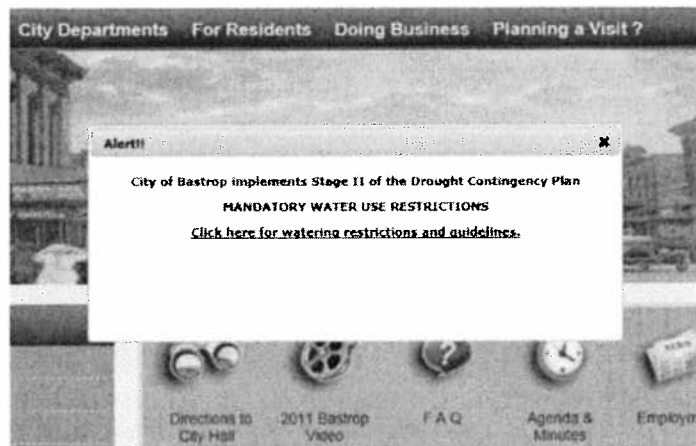 City Departments For Residents Doing Business Planning a Visit ?
Alert!!
City of Bastrop implements Stage II of the Drought Contingency Plan
MANDATORY WATER USE RESTRICTIONS
Click here for watering restrictions and guidelines.
Directions to 2011 Bastrop F A Q Agenda & Employm
City Hall Video Minutes